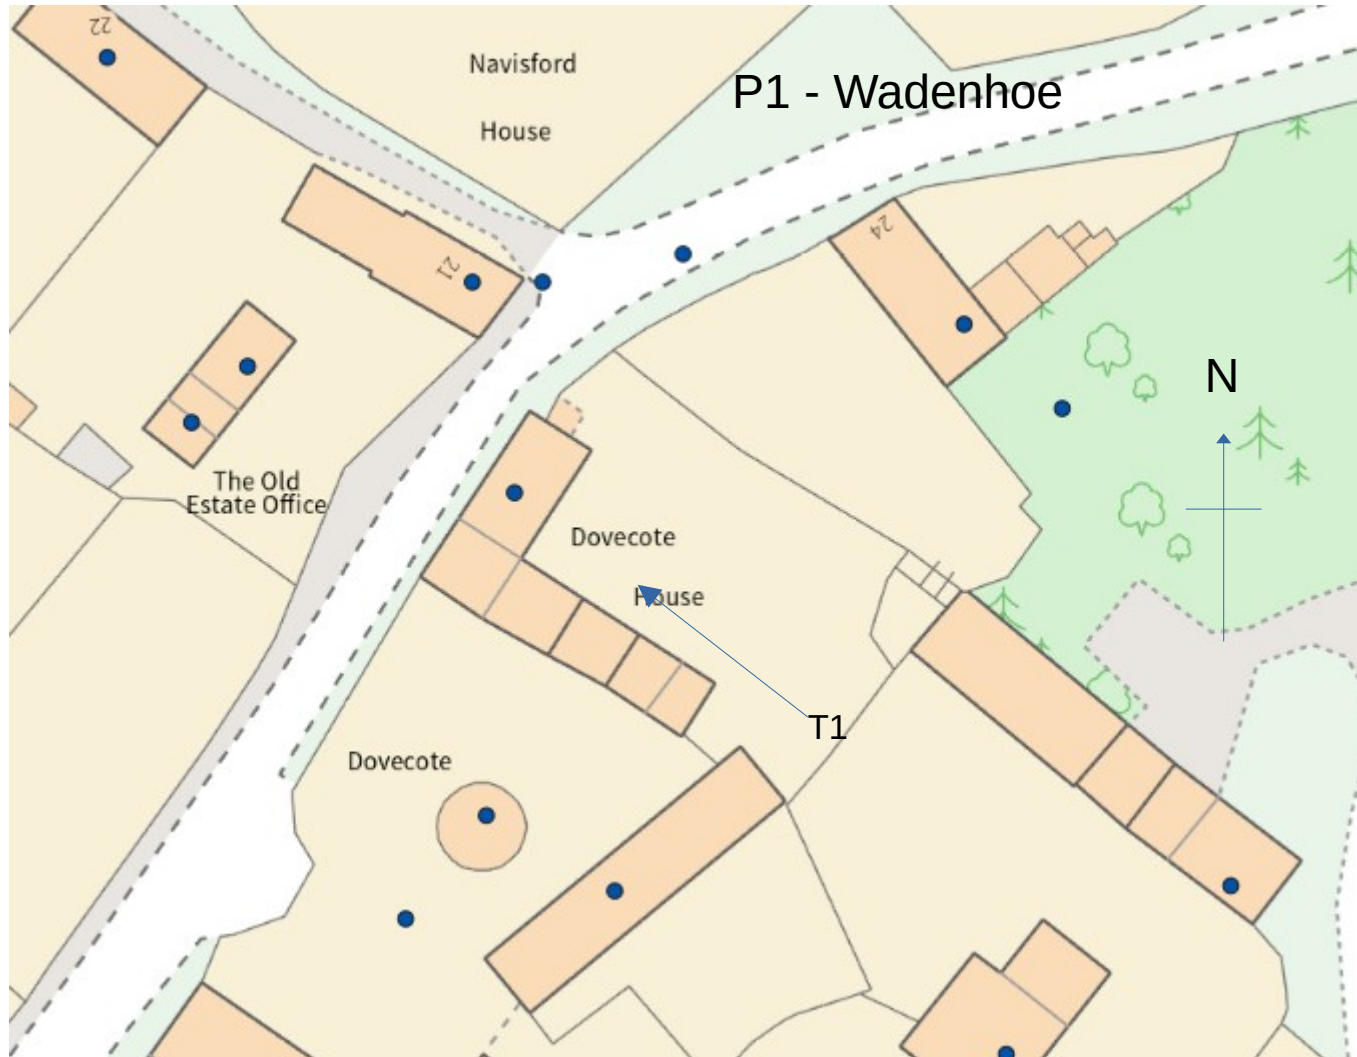 22
Navisford
House
P1 - Wadenhoe
21
24
N
The Old
Estate Office
Dovecote
House
T1
Dovecote